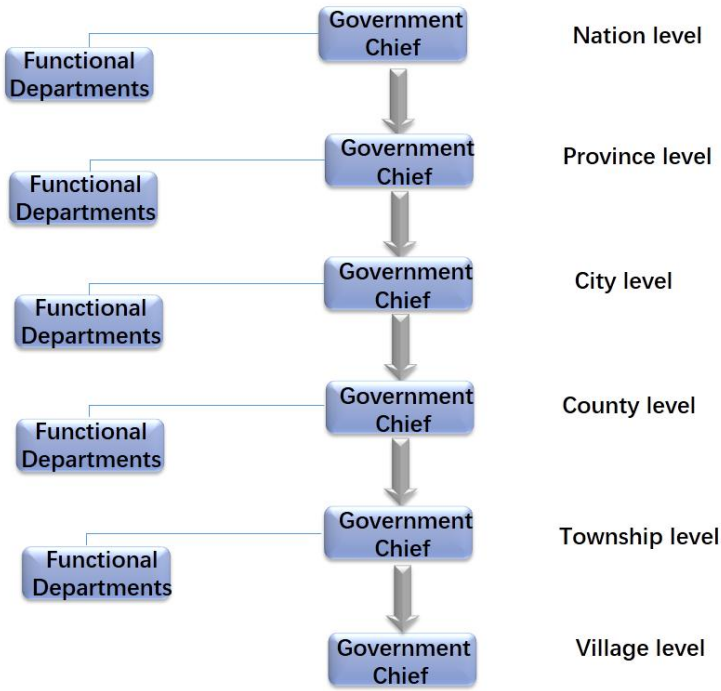 Government
Chief
Nation level
Functional
Departments
Government
Chief
Province level
Functional
Departments
Government
Chief
City level
Functional
Departments
Government
Chief
County level
Functional
Departments
Government
Chief
Township level
Functional
Departments
Government
Chief
Village level